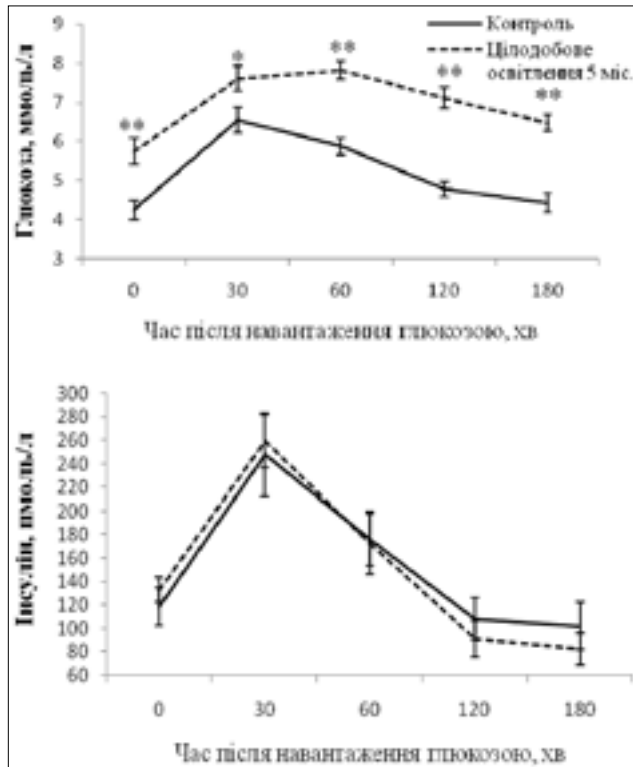 Глюкоза, ммоль/л
9
8
7
6
5
4
3
Контроль
Цілодобове
освітлення 5 міс.
**
*
**
**
**
0 30 60 120 180
Час після навантаження глюкозою, хв
Інсулін, пмоль/л
300
280
260
240
220
200
180
160
140
120
100
80
60
0 30 60 120 180
Час після навантаження глюкозою, хв